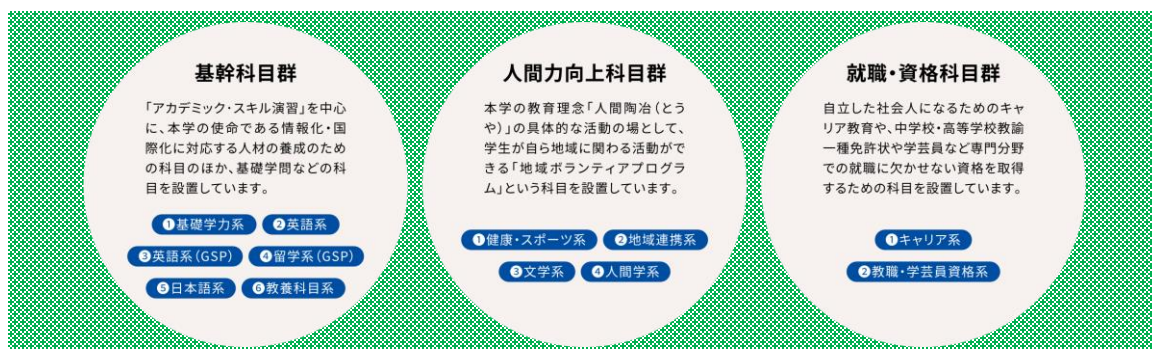 基幹科目群
「アカデミック・スキル演習」を中心
に、本学の使命である情報化・国
際化に対応する人材の養成のため
の科目のほか、基礎学問などの科
目を設置しています。
❶基礎学力系 ❷英語系
❸英語系(GSP) ❹留学系(GSP)
❺日本語系 ❻教養科目系
人間力向上科目群
本学の教育理念「人間陶冶(とう
や)」の具体的な活動の場として、
学生が自ら地域に関わる活動がで
きる「地域ボランティアプログラ
ム」という科目を設置しています。
❶健康・スポーツ系 ❷地域連携系
❸文学系 ❹人間学系
就職・資格科目群
自立した社会人になるためのキャ
リア教育や、中学校・高等学校教諭
一種免許状や学芸員など専門分野
での就職に欠かせない資格を取得
するための科目を設置しています。
❶キャリア系
❷教職・学芸員資格系